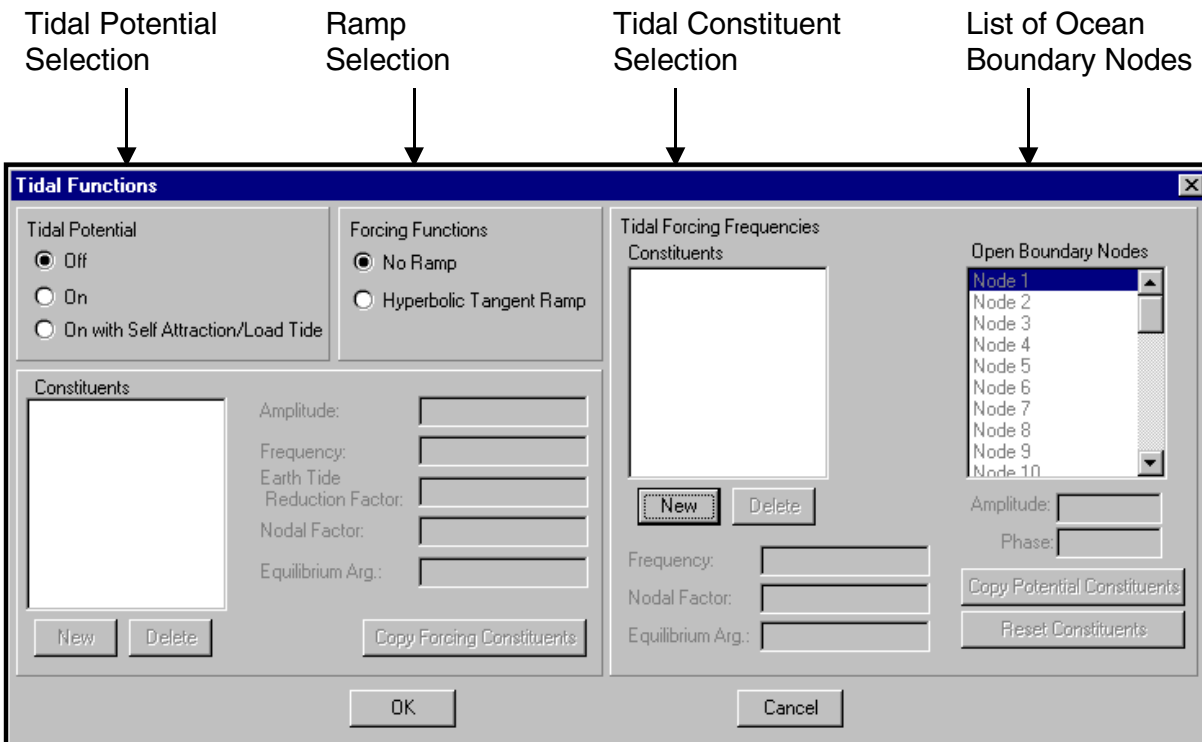 Tidal Potential
Selection
Ramp
Selection
Tidal Constituent
Selection
List of Ocean
Boundary Nodes
Tidal Functions
Tidal Potential
Off
On
On with Self Attraction/Load Tide
Forcing Functions
No Ramp
Hyperbolic Tangent Ramp
Constituents
Amplitude:
Frequency:
Earth Tide
Reduction Factor:
Nodal Factor:
Equilibrium Arg.:
New
Delete
Copy Forcing Constituents
Tidal Forcing Frequencies
Constituents
New
Delete
Frequency:
Nodal Factor:
Equilibrium Arg.:
Open Boundary Nodes
Node 1
Node 2
Node 3
Node 4
Node 5
Node 6
Node 7
Node 8
Node 9
Node 10
Amplitude:
Phase:
Copy Potential Constituents
Reset Constituents
OK
Cancel